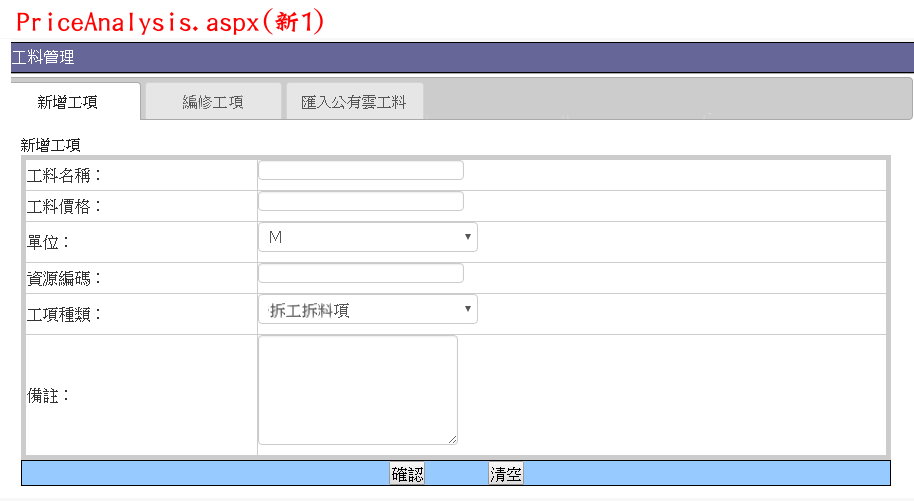 PriceAnalysis.aspx(新1)
工料管理
新增工項 編修工項 匯入公有雲工料
新增工項
工料名稱：
工料價格：
單位： M
資源編碼：
工項種類： 拆工拆料項
備註：
確認 清空